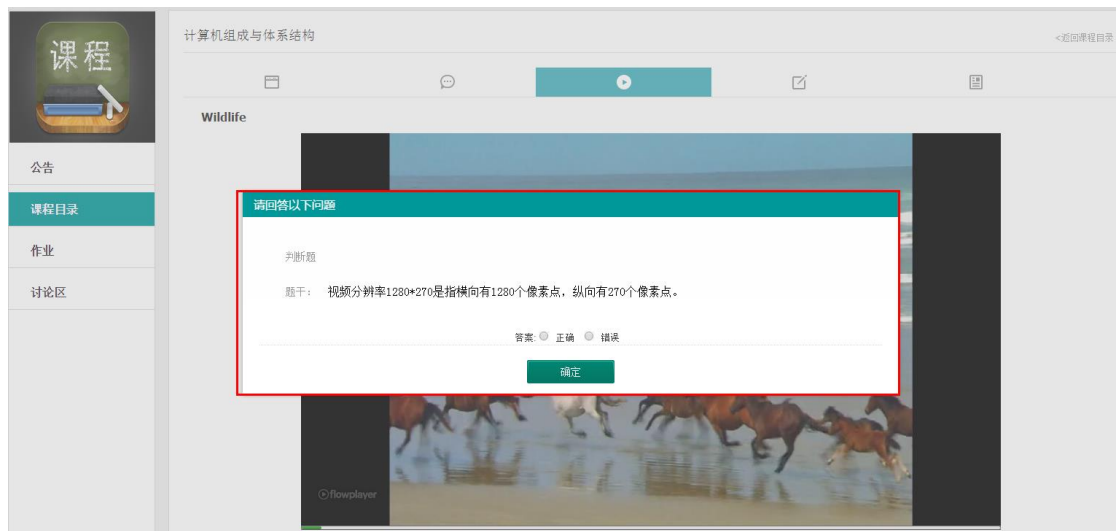 课程
计算机组成与体系结构
<返回课程目录
Wildlife
公告
课程目录
作业
讨论区
请回答以下问题
判断题
题干： 视频分辨率1280*270是指横向有1280个像素点，纵向有270个像素点。
答案: 正确 错误
确定
flowplayer